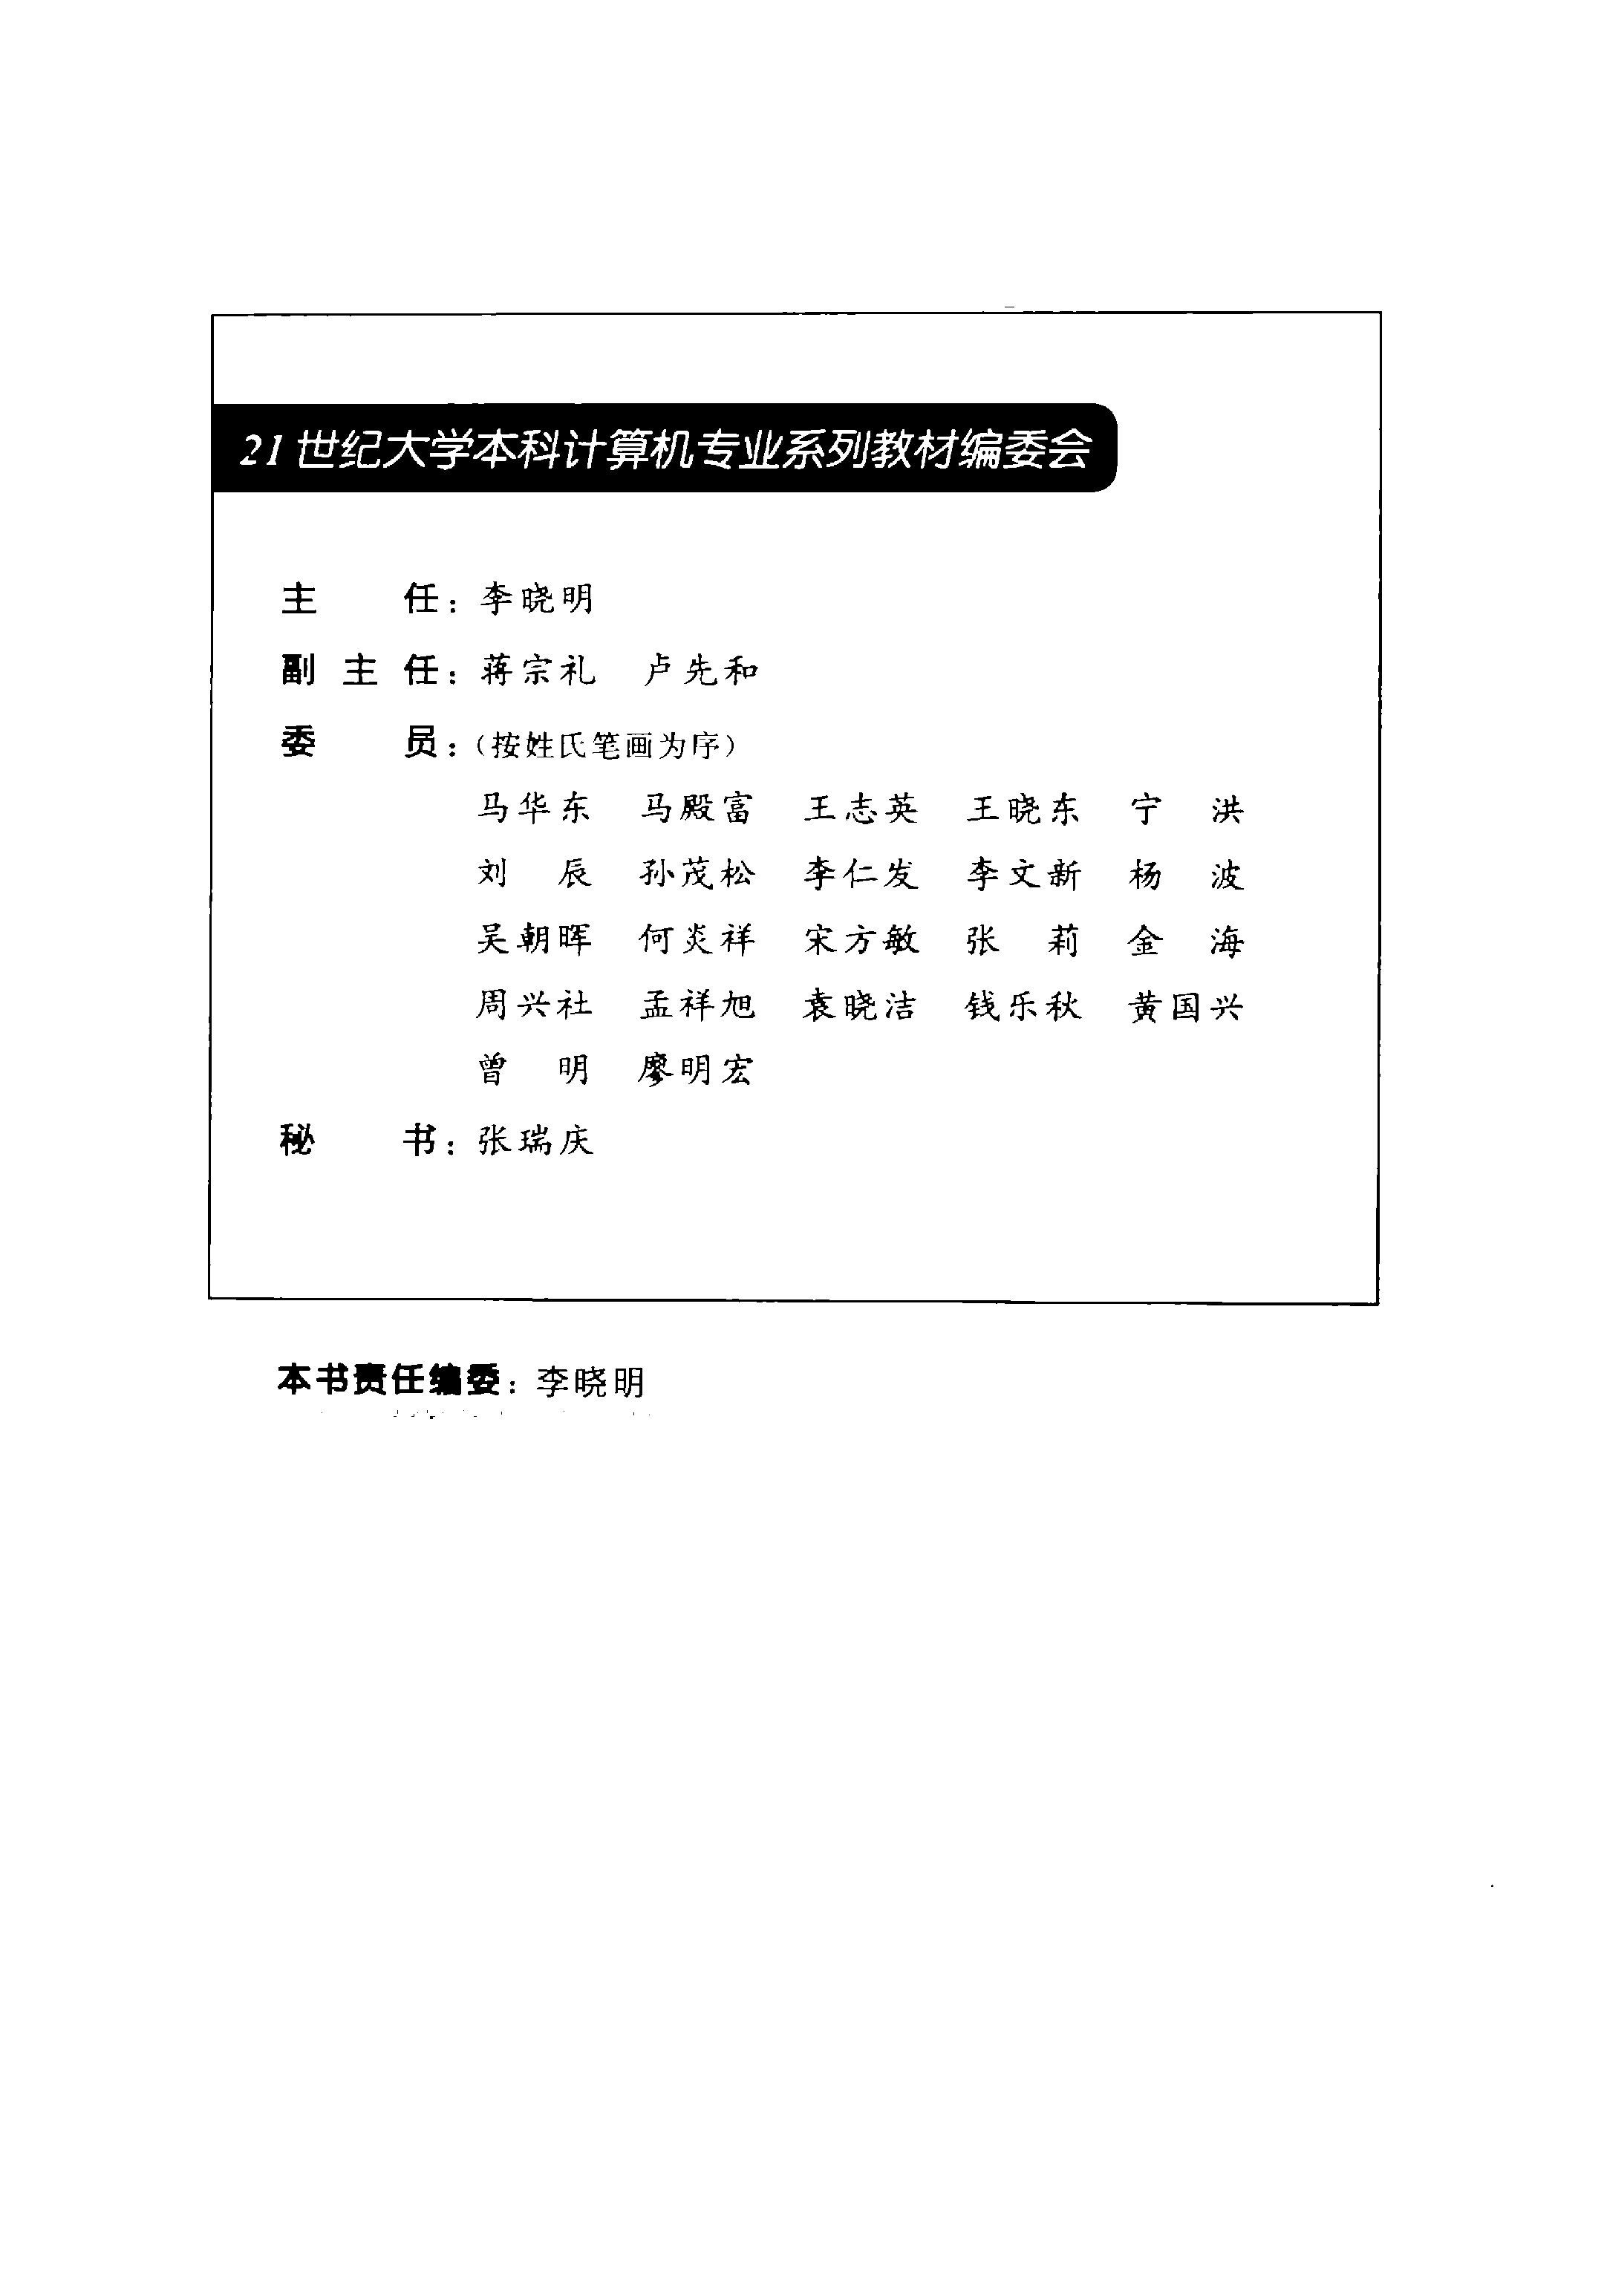 21世纪大学本科计算机专业系列教材编委会
主 任：李晓明
副 主 任：蒋宗礼 卢先和
委 员：（按姓氏笔画为序）
马华东 马殿富 王志英 王晓东 宁 洪
刘 辰 孙茂松 李仁发 李文新 杨 波
吴朝晖 何炎祥 宋方敏 张 莉 金 海
周兴社 孟祥旭 袁晓洁 钱乐秋 黄国兴
曾 明 廖明宏
秘 书：张瑞庆
本书责任编委：李晓明